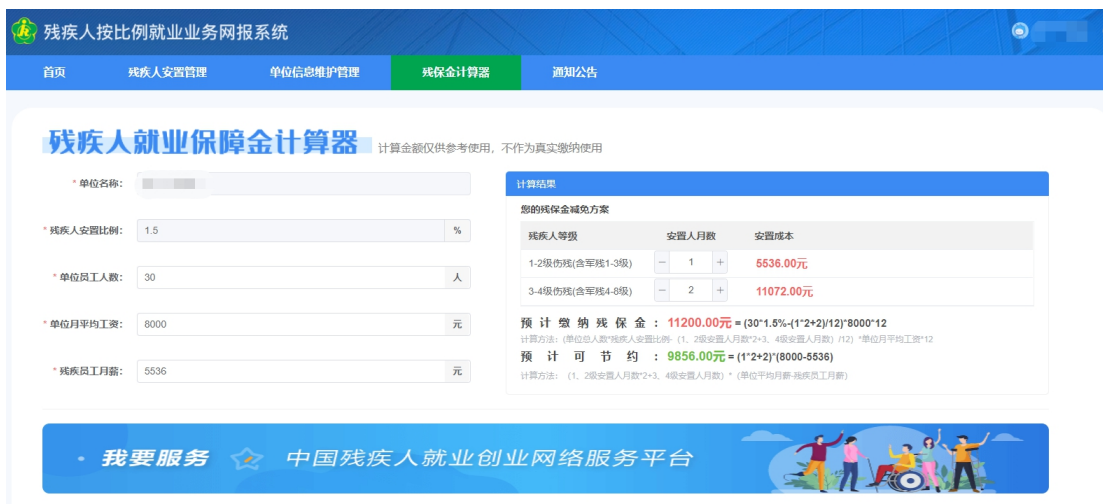 残疾人按比例就业业务网报系统
首页 残疾人安置管理 单位信息维护管理 残保金计算器 通知公告
残疾人就业保障金计算器 计算金额仅供参考使用，不作为真实缴纳使用
* 单位名称：
* 残疾人安置比例： 1.5 %
* 单位员工人数： 30 人
* 单位月平均工资： 8000 元
* 残疾员工月薪： 5536 元
计算结果
您的残保金减免方案
残疾人等级 安置人月数 安置成本
1-2级伤残(含军残1-3级) − 1 + 5536.00元
3-4级伤残(含军残4-8级) − 2 + 11072.00元
预计缴纳残保金：11200.00元 = (30*1.5%-(1*2+2)/12)*8000*12
计算方法：(单位总人数*残疾人安置比例-（1、2级安置人月数*2+3、4级安置人月数）/12）*单位月平均工资*12
预计可节约：9856.00元 = (1*2+2)*(8000-5536)
计算方法：（1、2级安置人月数*2+3、4级安置人月数）*（单位平均月薪-残疾员工月薪）
我要服务 中国残疾人就业创业网络服务平台